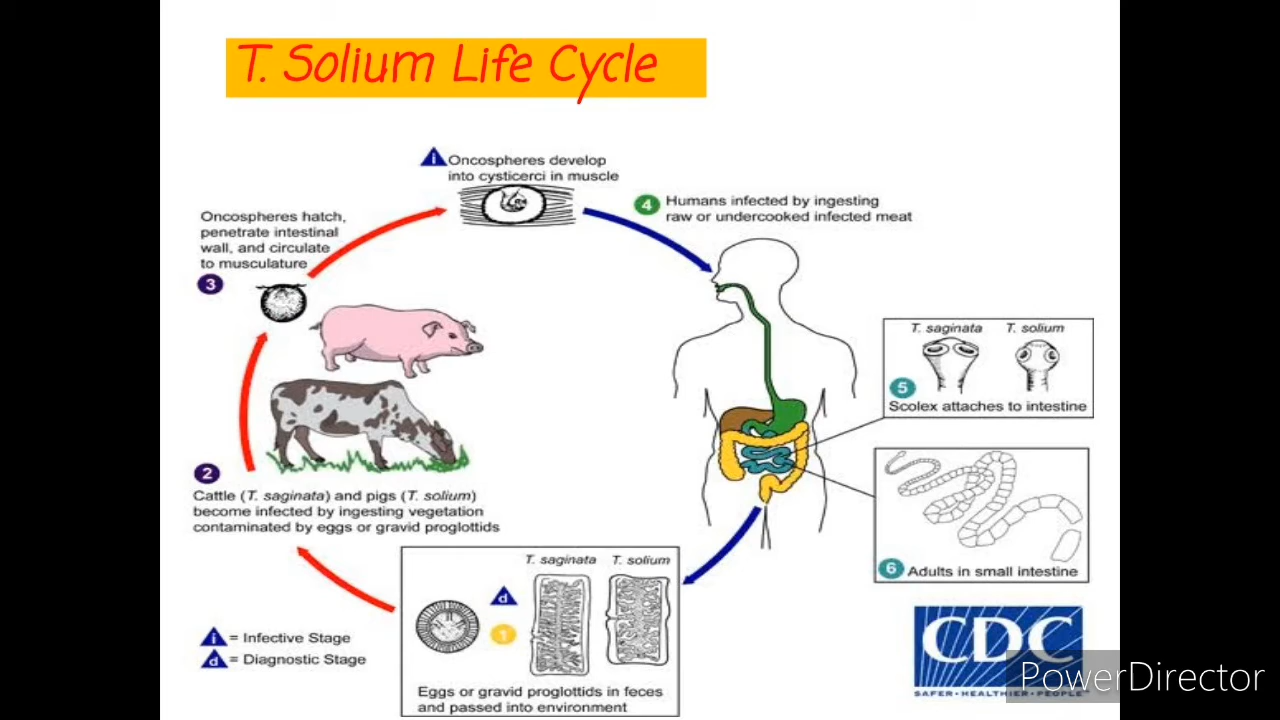 T. Solium Life Cycle
i
Oncospheres develop
into cysticerci in muscle
4
Humans infected by ingesting
raw or undercooked infected meat
Oncospheres hatch,
penetrate intestinal
wall, and circulate
to musculature
3
T. saginata T. solium
5
Scolex attaches to intestine
2
Cattle (T. saginata) and pigs (T. solium)
become infected by ingesting vegetation
contaminated by eggs or gravid proglottids
6 Adults in small intestine
T. saginata T. solium
d
1
Eggs or gravid proglottids in feces
and passed into environment
i = Infective Stage
d = Diagnostic Stage
CDC
SAFER·HEALTHIER·PEOPLE™
PowerDirector